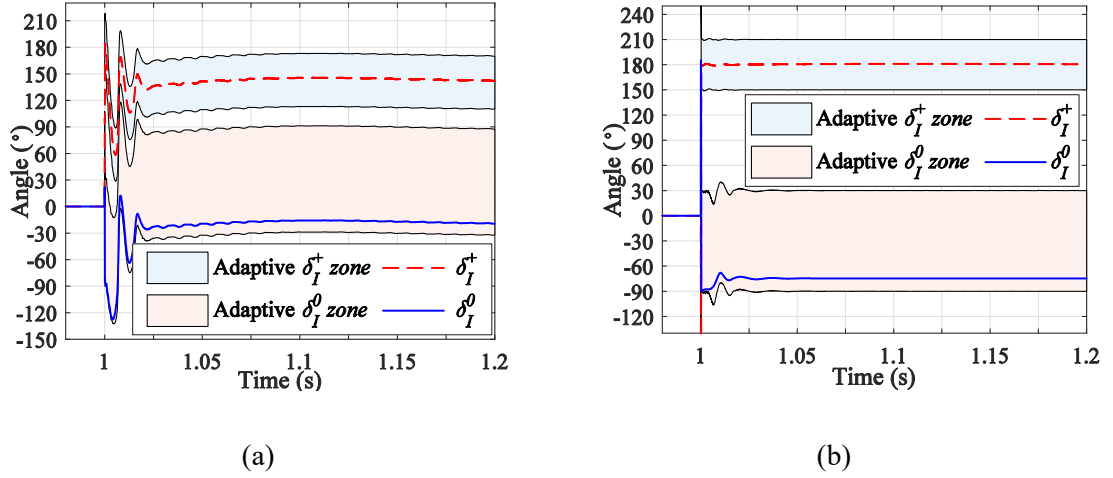 210
180
150
120
90
60
30
0
-30
-60
-90
-120
-150
Angle (°)
Adaptive δ_I^+ zone
δ_I^+
Adaptive δ_I^0 zone
δ_I^0
1
1.05
1.1
1.15
1.2
Time (s)
(a)
240
210
180
150
120
90
60
30
0
-30
-60
-90
-120
Angle (°)
Adaptive δ_I^+ zone
δ_I^+
Adaptive δ_I^0 zone
δ_I^0
1
1.05
1.1
1.15
1.2
Time (s)
(b)